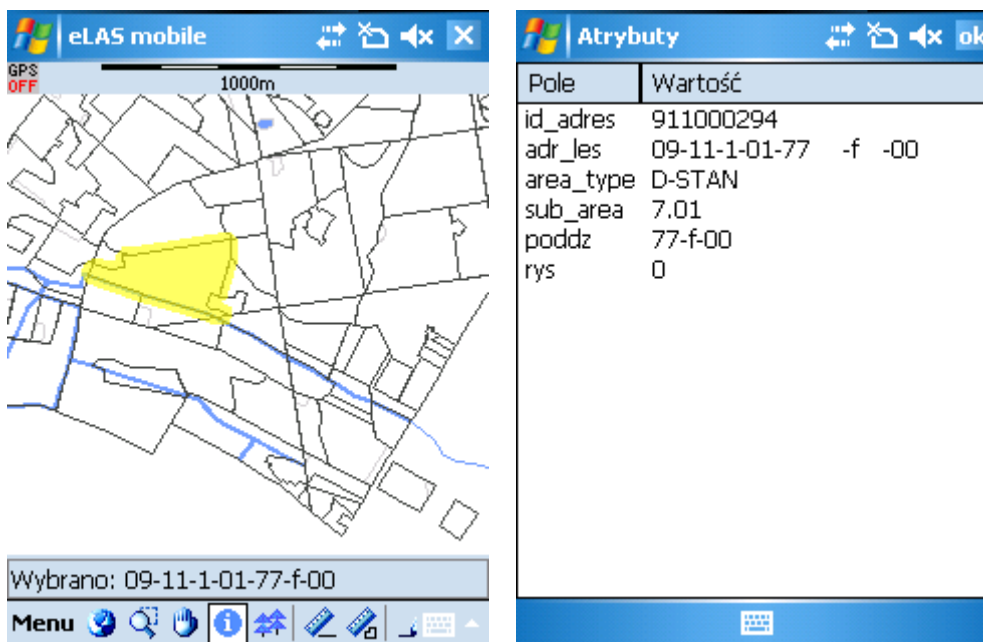 eLAS mobile
GPS
OFF
1000m
Wybrano: 09-11-1-01-77-f-00
Menu
Atrybuty ok
Pole Wartość
id_adres 911000294
adr_les 09-11-1-01-77 -f -00
area_type D-STAN
sub_area 7.01
poddz 77-f-00
rys 0